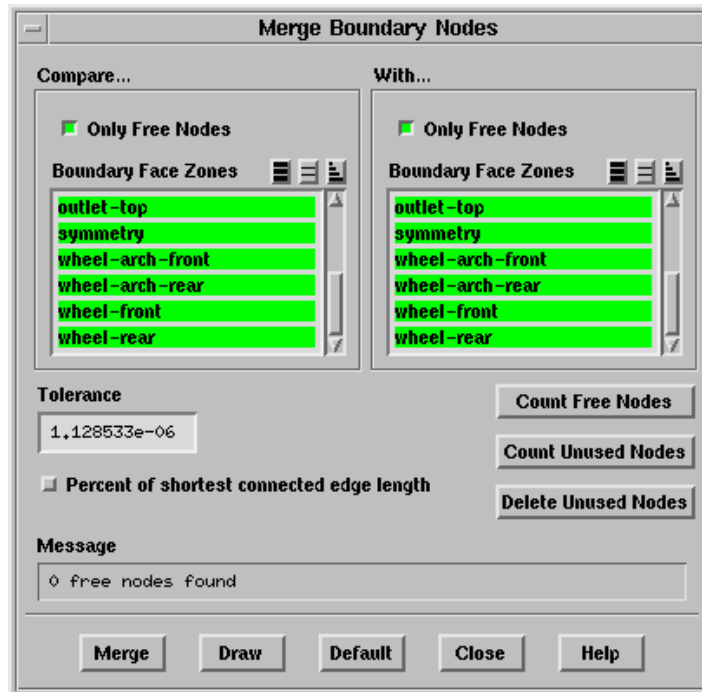 Merge Boundary Nodes
Compare...
Only Free Nodes
Boundary Face Zones
outlet-top
symmetry
wheel-arch-front
wheel-arch-rear
wheel-front
wheel-rear
With...
Only Free Nodes
Boundary Face Zones
outlet-top
symmetry
wheel-arch-front
wheel-arch-rear
wheel-front
wheel-rear
Tolerance
1.128533e-06
Percent of shortest connected edge length
Count Free Nodes
Count Unused Nodes
Delete Unused Nodes
Message
0 free nodes found
Merge Draw Default Close Help